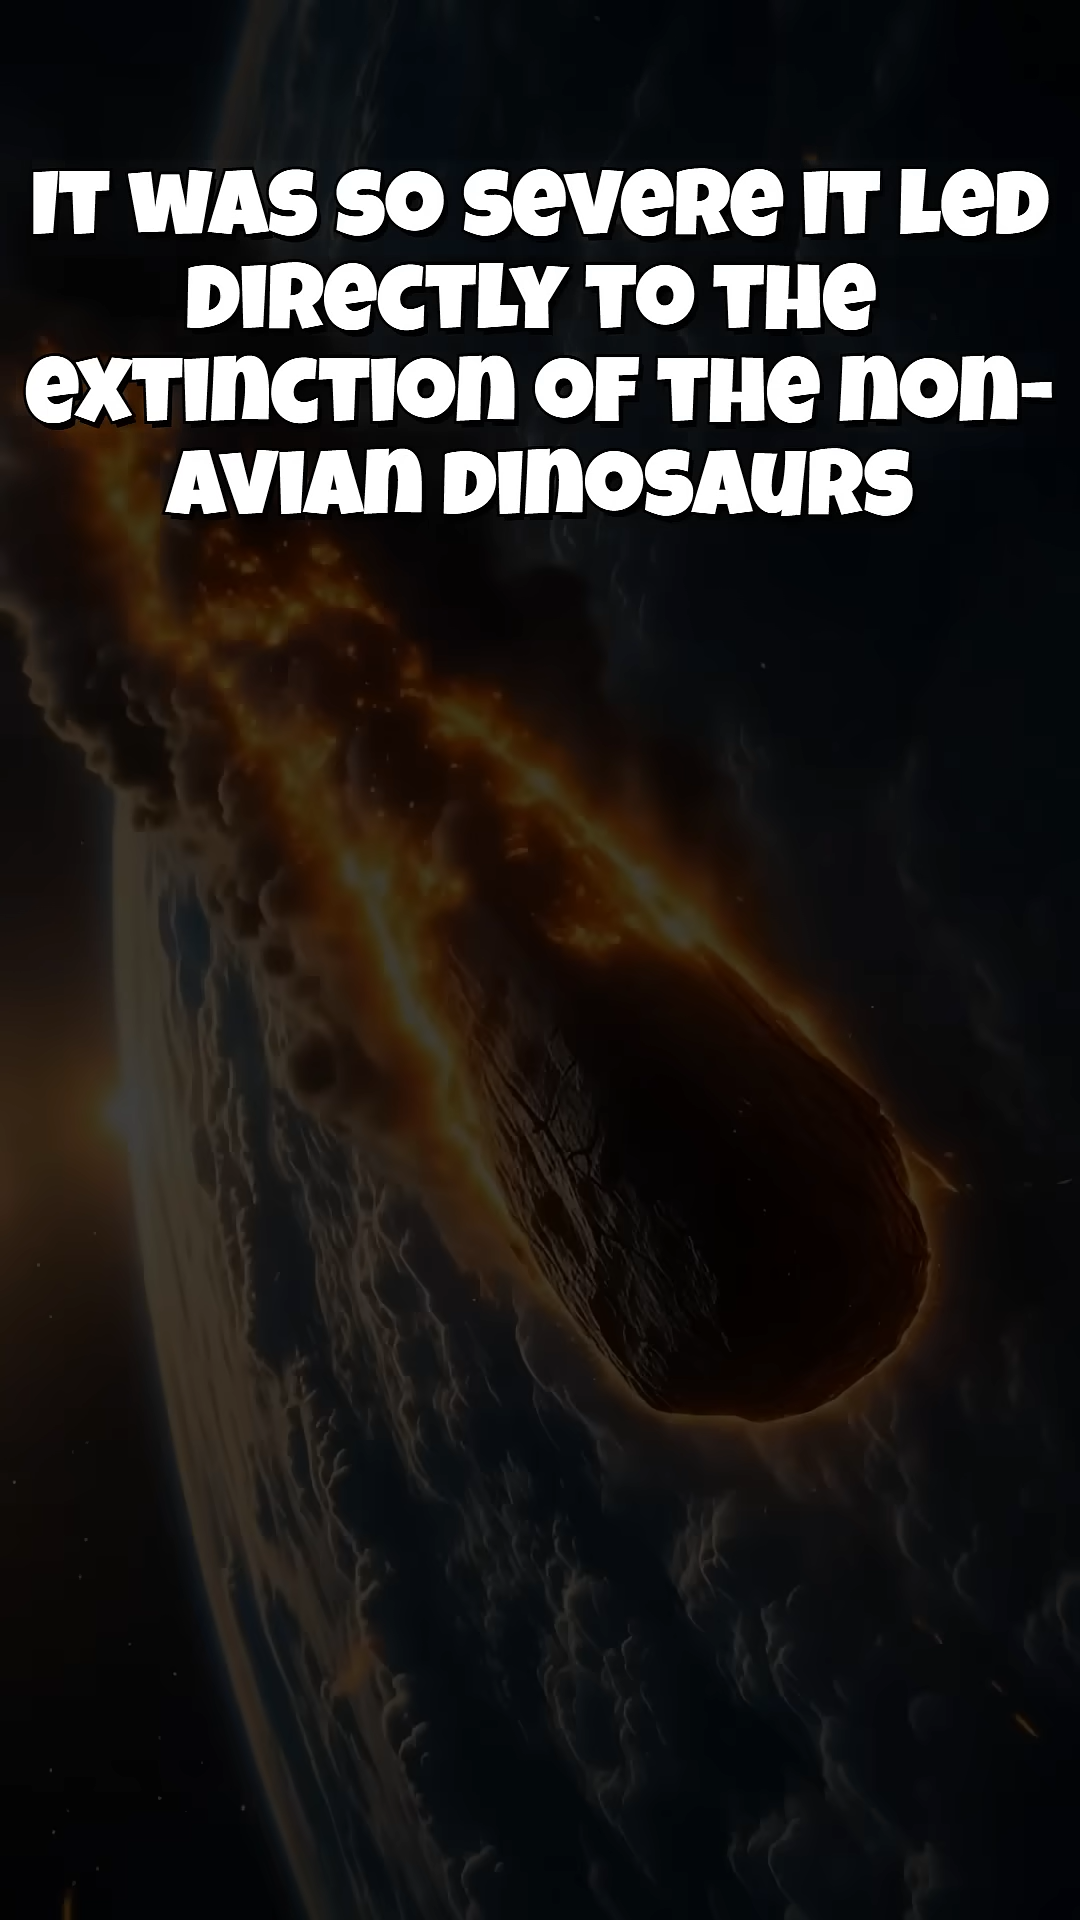 IT WAS SO SEVERE IT LED
DIRECTLY TO THE
EXTINCTION OF THE NON-
AVIAN DINOSAURS